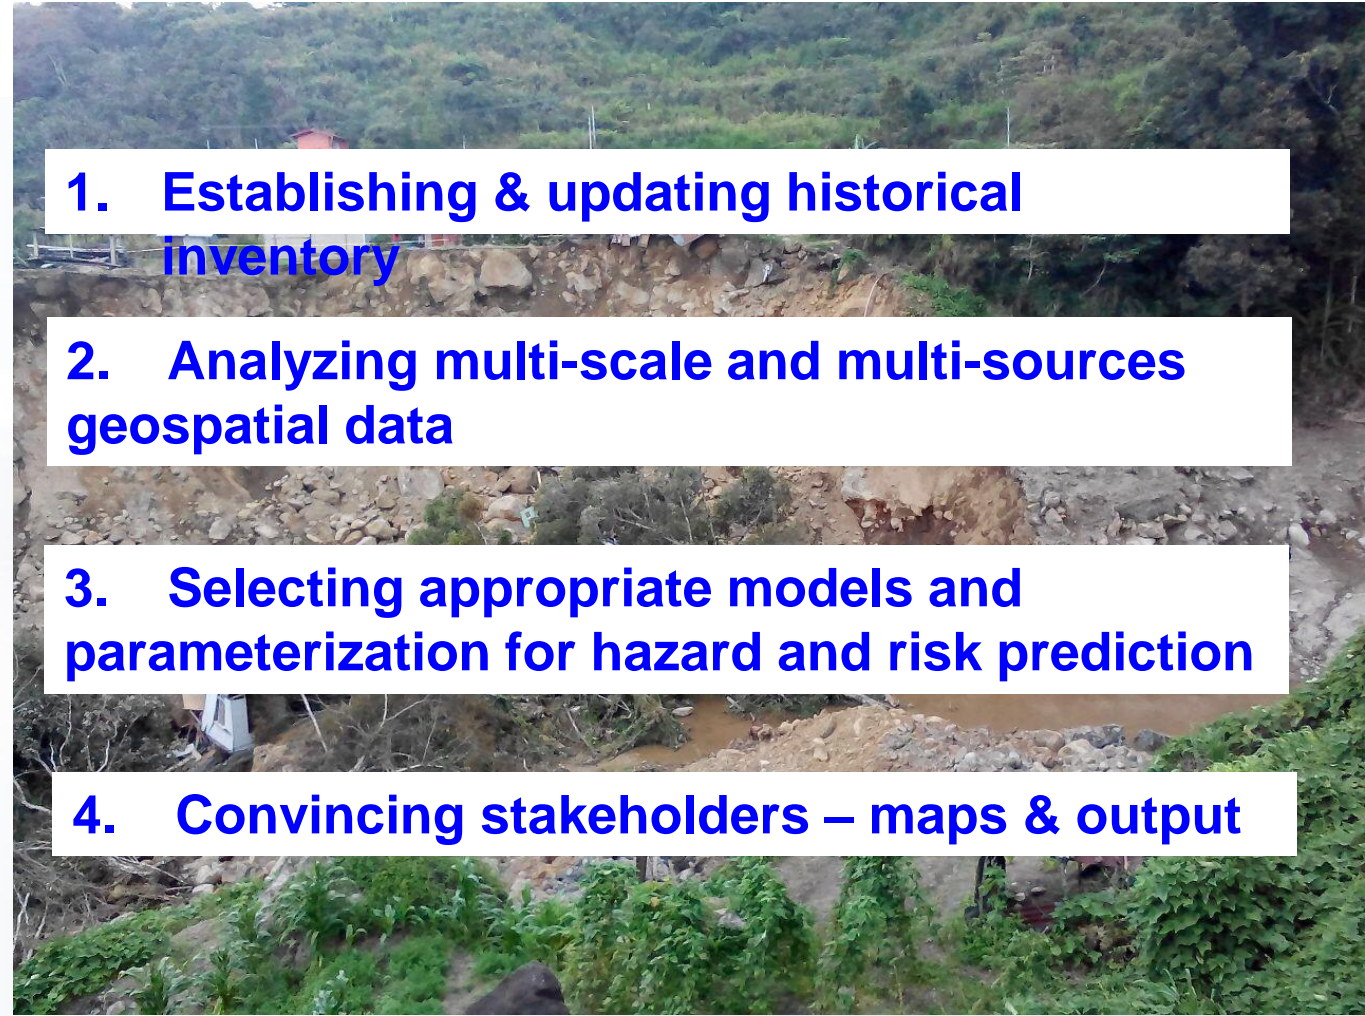 1. Establishing & updating historical
inventory
2. Analyzing multi-scale and multi-sources
geospatial data
3. Selecting appropriate models and
parameterization for hazard and risk prediction
4. Convincing stakeholders – maps & output